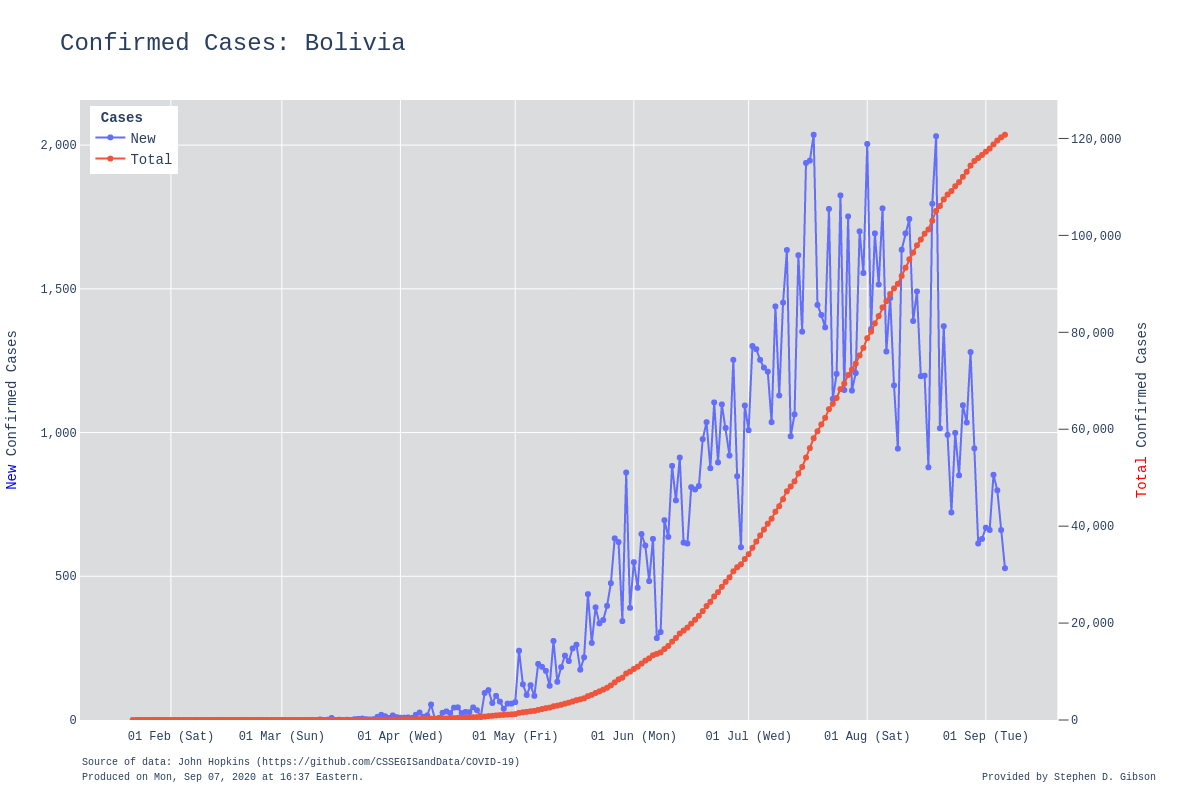 Confirmed Cases: Bolivia
Cases
New
Total
2,000
1,500
1,000
500
0
120,000
100,000
80,000
60,000
40,000
20,000
0
New Confirmed Cases
Total Confirmed Cases
01 Feb (Sat)
01 Mar (Sun)
01 Apr (Wed)
01 May (Fri)
01 Jun (Mon)
01 Jul (Wed)
01 Aug (Sat)
01 Sep (Tue)
Source of data: John Hopkins (https://github.com/CSSEGISandData/COVID-19)
Produced on Mon, Sep 07, 2020 at 16:37 Eastern.
Provided by Stephen D. Gibson